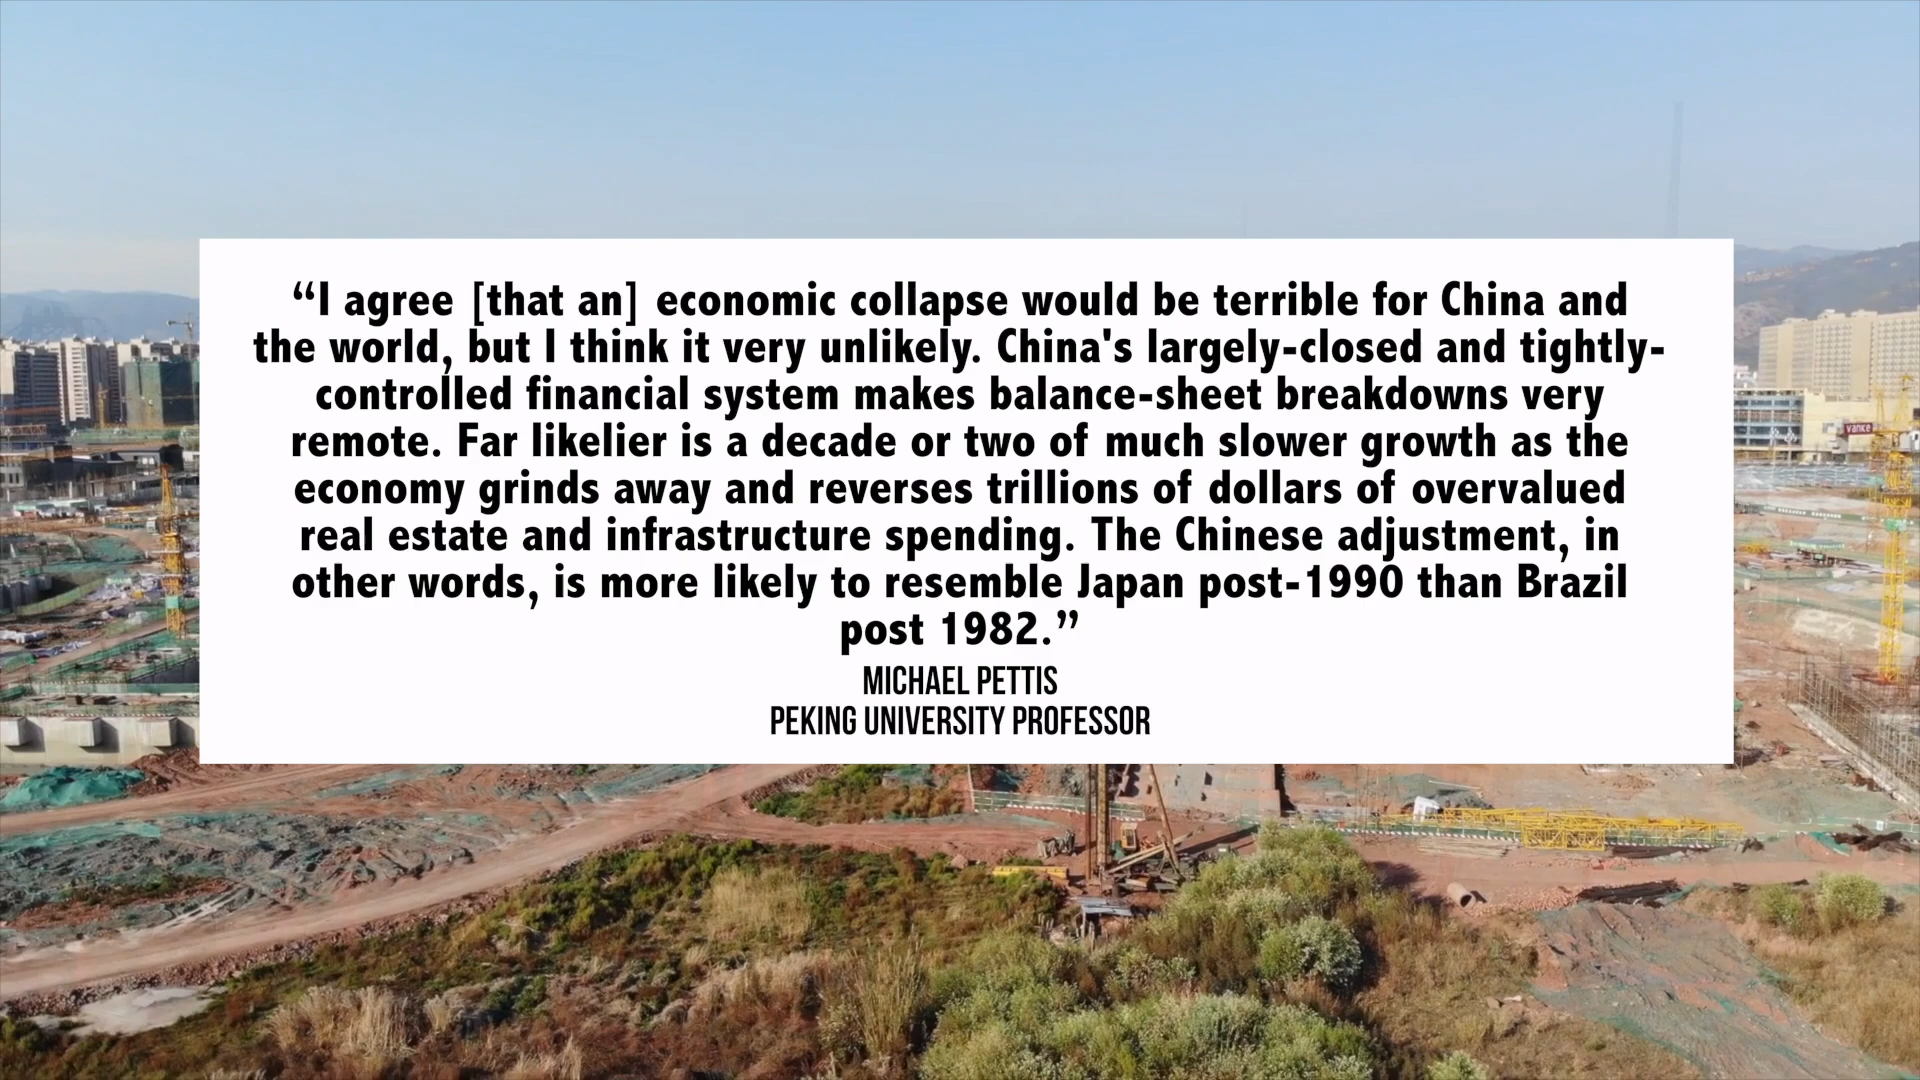 “I agree [that an] economic collapse would be terrible for China and
the world, but I think it very unlikely. China's largely-closed and tightly-
controlled financial system makes balance-sheet breakdowns very
remote. Far likelier is a decade or two of much slower growth as the
economy grinds away and reverses trillions of dollars of overvalued
real estate and infrastructure spending. The Chinese adjustment, in
other words, is more likely to resemble Japan post-1990 than Brazil
post 1982.”
MICHAEL PETTIS
PEKING UNIVERSITY PROFESSOR
vanke